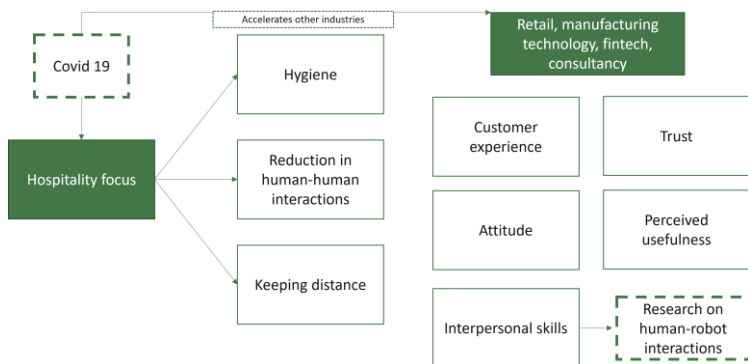 Accelerates other industries
Retail, manufacturing
technology, fintech,
consultancy
Covid 19
Hygiene
Hospitality focus
Reduction in
human-human
interactions
Keeping distance
Customer
experience
Trust
Attitude
Perceived
usefulness
Interpersonal skills
Research on
human-robot
interactions